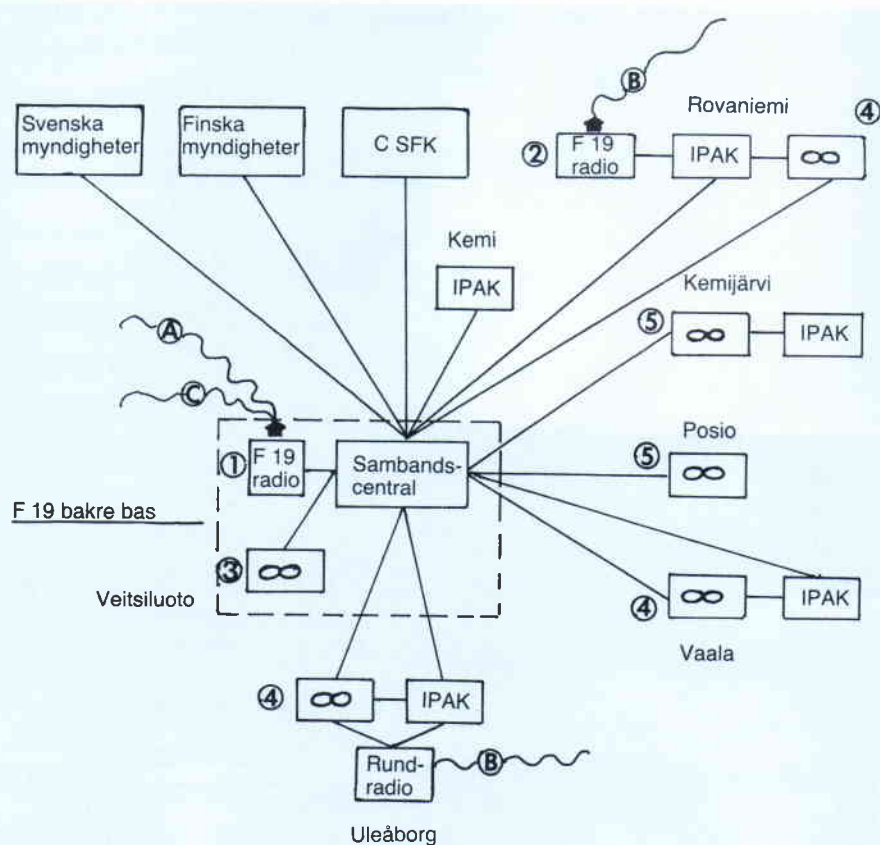 B
Rovaniemi
4
Svenska
myndigheter
Finska
myndigheter
C SFK
2
F 19
radio
IPAK
∞
Kemi
IPAK
Kemijärvi
5
∞
IPAK
A
C
1
F 19
radio
Sambands-
central
Posio
5
∞
F 19 bakre bas
3
∞
Veitsiluoto
4
∞
IPAK
Vaala
4
∞
IPAK
Rund-
radio
B
Uleåborg